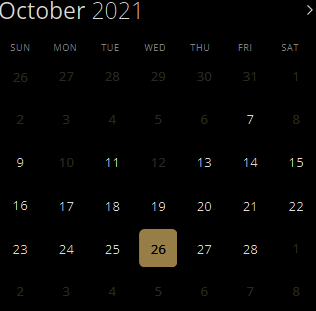 October 2021 >
SUN MON TUE WED THU FRI SAT
26 27 28 29 30 31 1
2 3 4 5 6 7 8
9 10 11 12 13 14 15
16 17 18 19 20 21 22
23 24 25 26 27 28 1
2 3 4 5 6 7 8